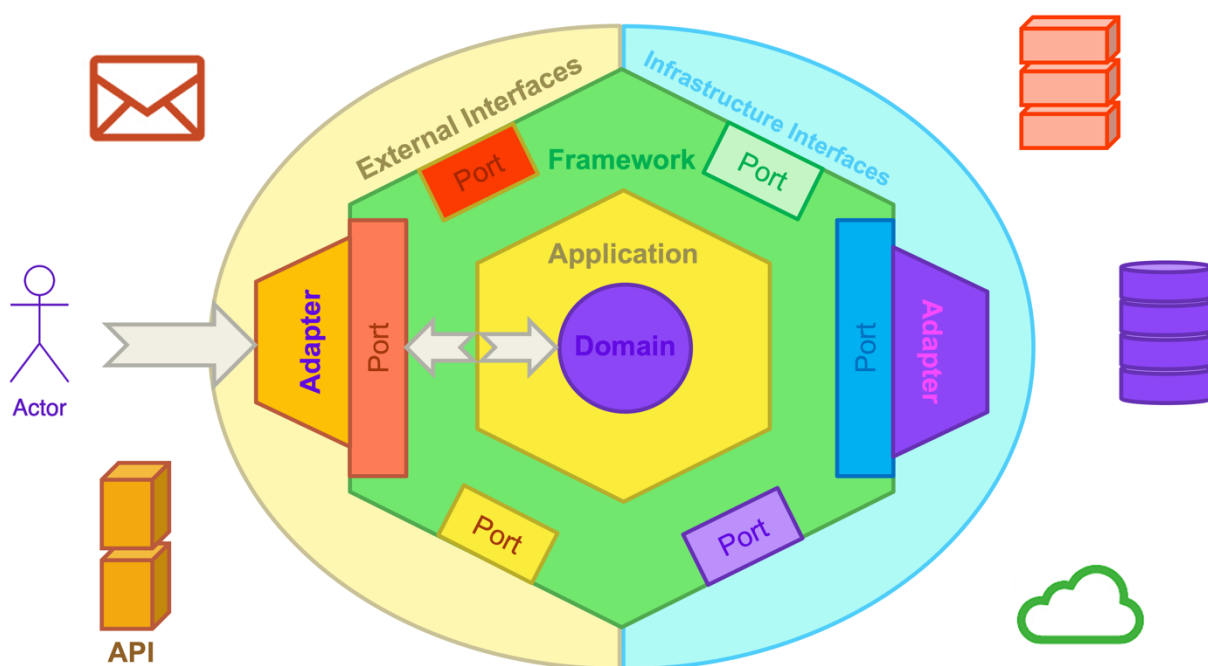 External Interfaces
Infrastructure Interfaces
Port
Framework
Port
Application
Adapter
Port
Domain
Port
Adapter
Actor
Port
Port
API